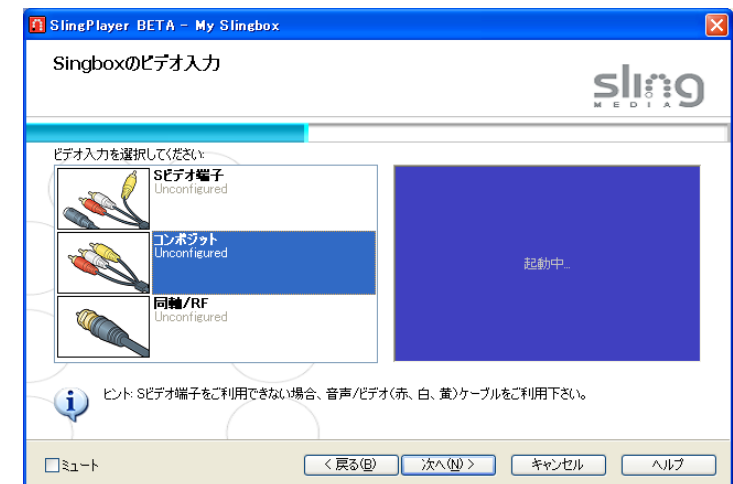 SlingPlayer BETA - My Slingbox
Singboxのビデオ入力
sling
MEDIA
ビデオ入力を選択してください:
Sビデオ端子
Unconfigured
コンポジット
Unconfigured
同軸/RF
Unconfigured
起動中...
ヒント: Sビデオ端子をご利用できない場合、音声/ビデオ(赤、白、黄)ケーブルをご利用下さい。
ミュート
< 戻る(B)
次へ(N) >
キャンセル
ヘルプ